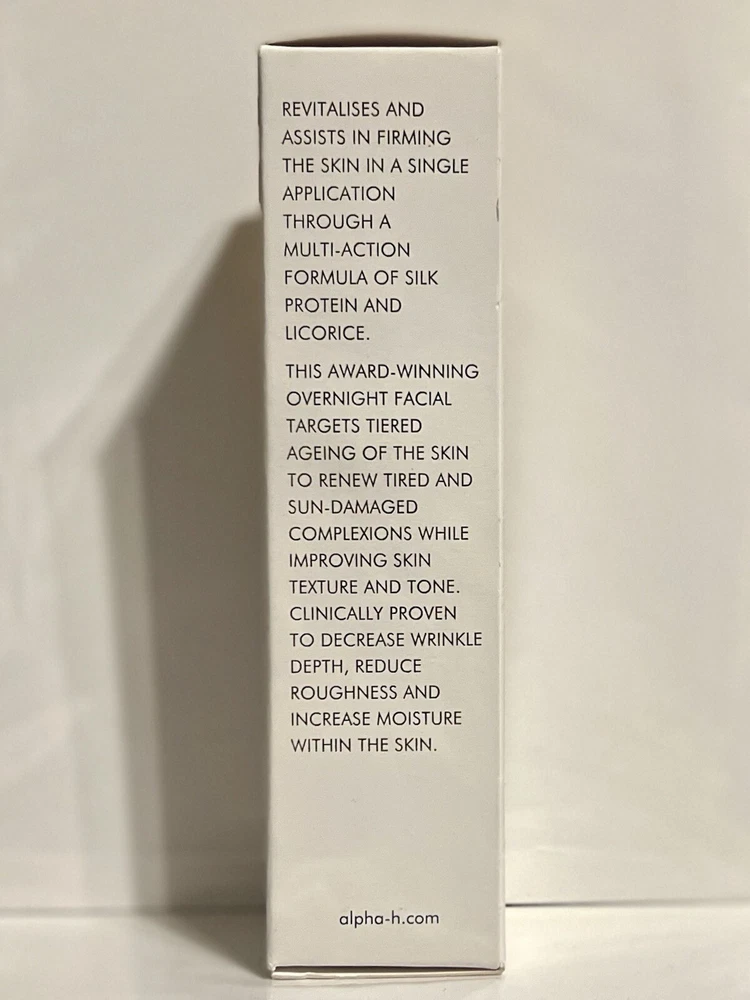 REVITALISES AND
ASSISTS IN FIRMING
THE SKIN IN A SINGLE
APPLICATION
THROUGH A
MULTI-ACTION
FORMULA OF SILK
PROTEIN AND
LICORICE.
THIS AWARD-WINNING
OVERNIGHT FACIAL
TARGETS TIERED
AGEING OF THE SKIN
TO RENEW TIRED AND
SUN-DAMAGED
COMPLEXIONS WHILE
IMPROVING SKIN
TEXTURE AND TONE.
CLINICALLY PROVEN
TO DECREASE WRINKLE
DEPTH, REDUCE
ROUGHNESS AND
INCREASE MOISTURE
WITHIN THE SKIN.
alpha-h.com